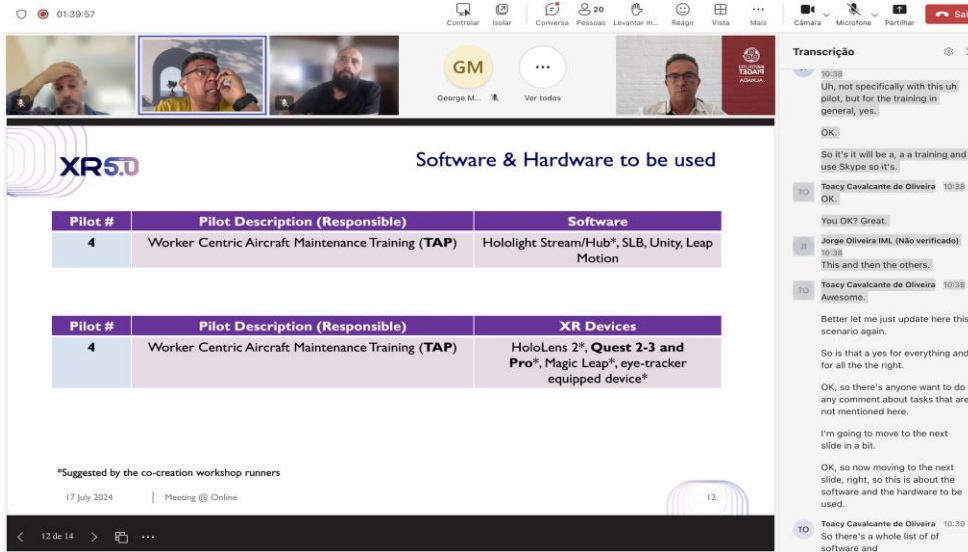 01:39:57
Controlar
Isolar
Conversa
20
Pessoas
Levantar m...
Reagir
Vista
Mais
Câmara
Microfone
Partilhar
Sai
GM
George M...
...
Ver todos
INSTITUTO
PIAGET
ALMADA
XR5.0
Software & Hardware to be used
Pilot # Pilot Description (Responsible) Software
4 Worker Centric Aircraft Maintenance Training (TAP) Hololight Stream/Hub*, SLB, Unity, Leap
Motion
Pilot # Pilot Description (Responsible) XR Devices
4 Worker Centric Aircraft Maintenance Training (TAP) HoloLens 2*, Quest 2-3 and
Pro*, Magic Leap*, eye-tracker
equipped device*
*Suggested by the co-creation workshop runners
17 July 2024 | Meeting @ Online 12
12 de 14
Transcrição
10:38
Uh, not specifically with this uh
pilot, but for the training in
general, yes.
OK.
So it's it will be a, a a training and
use Skype so it's.
TO Toacy Cavalcante de Oliveira 10:38
OK.
You OK? Great.
JI Jorge Oliveira IML (Não verificado)
10:38
This and then the others.
TO Toacy Cavalcante de Oliveira 10:38
Awesome.
Better let me just update here this
scenario again.
So is that a yes for everything and
for all the the right.
OK, so there's anyone want to do
any comment about tasks that are
not mentioned here.
I'm going to move to the next
slide in a bit.
OK, so now moving to the next
slide, right, so this is about the
software and the hardware to be
used.
TO Toacy Cavalcante de Oliveira 10:39
So there's a whole list of of
software and